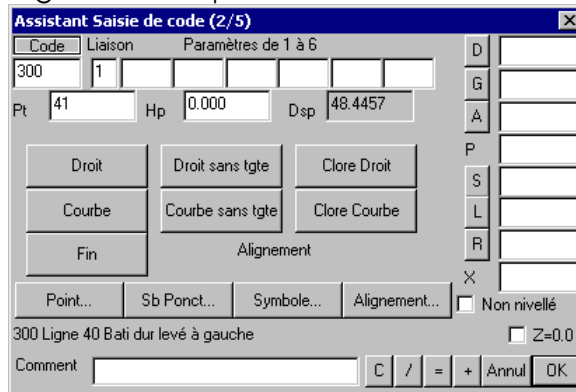 Assistant Saisie de code (2/5)
Code Liaison Paramètres de 1 à 6
300 1
Pt 41 Hp 0.000 Dsp 48.4457
D
G
A
P
S
L
R
X
Droit Droit sans tgte Clore Droit
Courbe Courbe sans tgte Clore Courbe
Fin Alignement
Point... Sb Ponct... Symbole... Alignement... Non nivellé
300 Ligne 40 Bati dur levé à gauche Z=0.0
Comment C / = + Annul OK